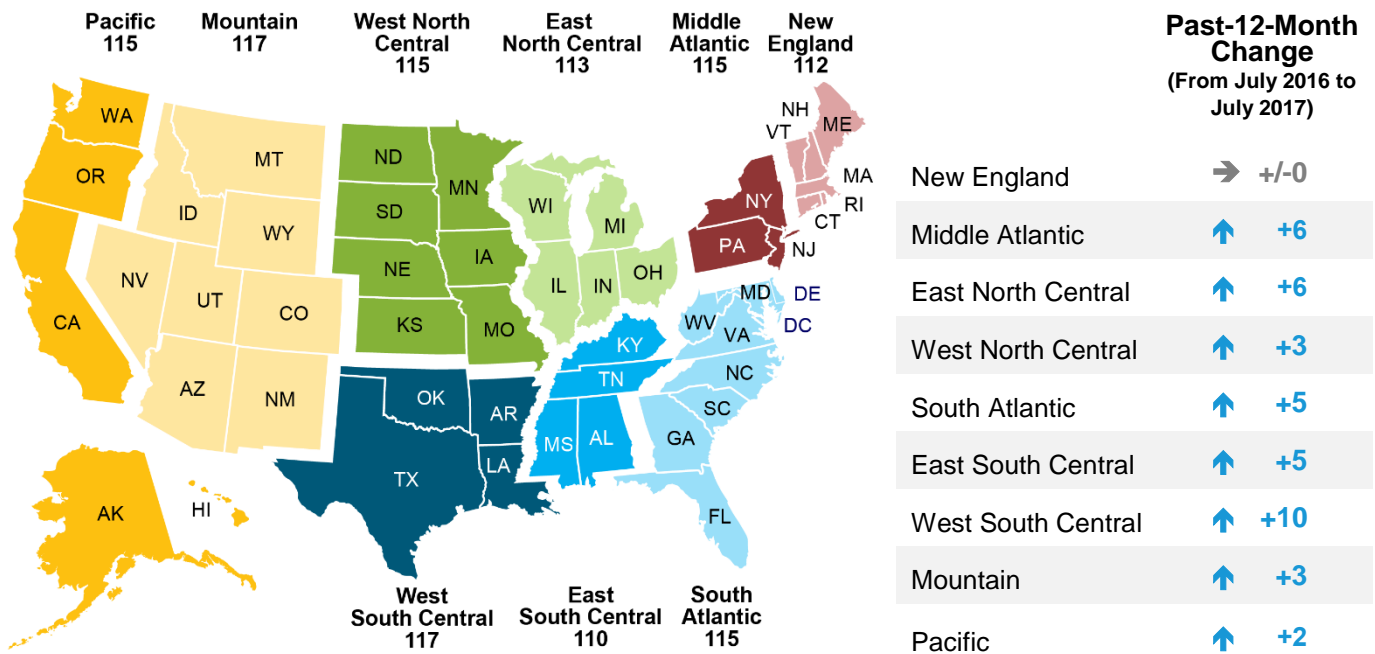 Pacific
115
Mountain
117
West North
Central
115
East
North Central
113
Middle
Atlantic
115
New
England
112
WA
OR
CA
AK
HI
MT
ID
WY
NV
UT
CO
AZ
NM
ND
SD
NE
KS
MN
IA
MO
WI
MI
IL
IN
OH
NY
PA
NJ
NH
VT
ME
MA
RI
CT
MD
DE
DC
WV
VA
NC
SC
GA
FL
KY
TN
MS
AL
OK
AR
TX
LA
West
South Central
117
East
South Central
110
South
Atlantic
115
Past-12-Month
Change
(From July 2016 to
July 2017)
New England +/-0
Middle Atlantic +6
East North Central +6
West North Central +3
South Atlantic +5
East South Central +5
West South Central +10
Mountain +3
Pacific +2